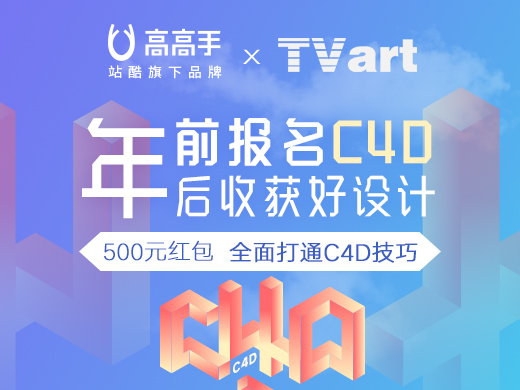 高高手 × TVart
站酷旗下品牌
年前报名C4D
后收获好设计
500元红包 全面打通C4D技巧
C4D
C4D